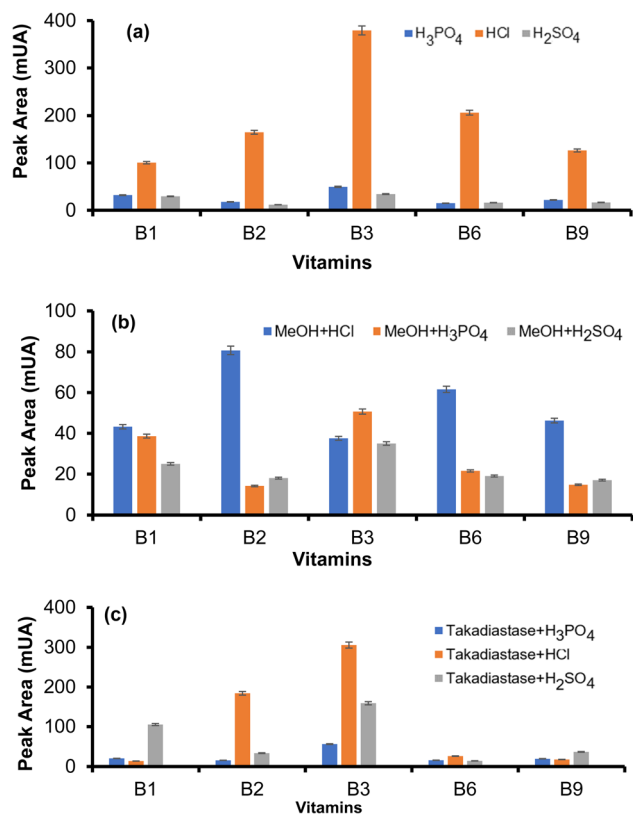 (a)
H₃PO₄ HCl H₂SO₄
Peak Area (mUA)
400
300
200
100
0
B1 B2 B3 B6 B9
Vitamins
(b)
MeOH+HCl MeOH+H₃PO₄ MeOH+H₂SO₄
Peak Area (mUA)
100
80
60
40
20
0
B1 B2 B3 B6 B9
Vitamins
(c)
Takadiastase+H₃PO₄
Takadiastase+HCl
Takadiastase+H₂SO₄
Peak Area (mUA)
400
300
200
100
0
B1 B2 B3 B6 B9
Vitamins